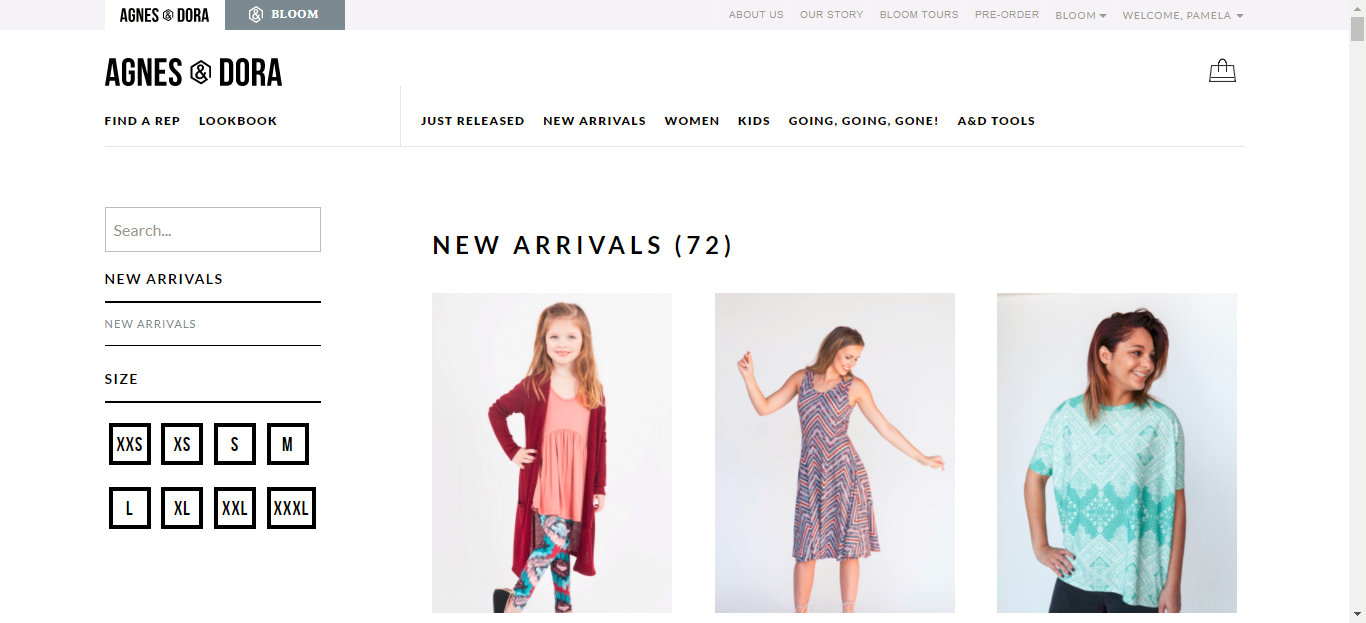 AGNES & DORA
& BLOOM
ABOUT US OUR STORY BLOOM TOURS PRE-ORDER BLOOM WELCOME, PAMELA
AGNES & DORA
FIND A REP LOOKBOOK
JUST RELEASED NEW ARRIVALS WOMEN KIDS GOING, GOING, GONE! A&D TOOLS
Search...
NEW ARRIVALS
NEW ARRIVALS
SIZE
XXS XS S M
L XL XXL XXXL
NEW ARRIVALS (72)